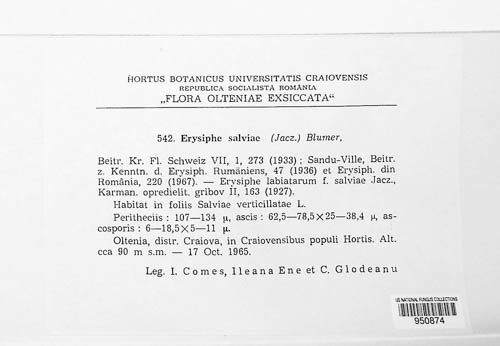 HORTUS BOTANICUS UNIVERSITATIS CRAIOVENSIS
REPUBLICA SOCIALISTĂ ROMÂNIA
„FLORA OLTENIAE EXSICCATA“
542. Erysiphe salviae (Jacz.) Blumer,
Beitr. Kr. Fl. Schweiz VII, 1, 273 (1933) ; Sandu-Ville, Beitr.
z. Kenntn. d. Erysiph. Rumäniens, 47 (1936) et Erysiph. din
România, 220 (1967). — Erysiphe labiatarum f. salviae Jacz.,
Karman. opredielit. gribov II, 163 (1927).
Habitat in foliis Salviae verticillatae L.
Peritheciis : 107—134 µ, ascis : 62,5—78,5×25—38,4 µ, as-
cosporis : 6—18,5×5—11 µ.
Oltenia, distr. Craiova, in Craiovensibus populi Hortis. Alt.
cca 90 m s.m. — 17 Oct. 1965.
Leg. I. Comes, Ileana Ene et C. Glodeanu
US NATIONAL FUNGUS COLLECTIONS
950874